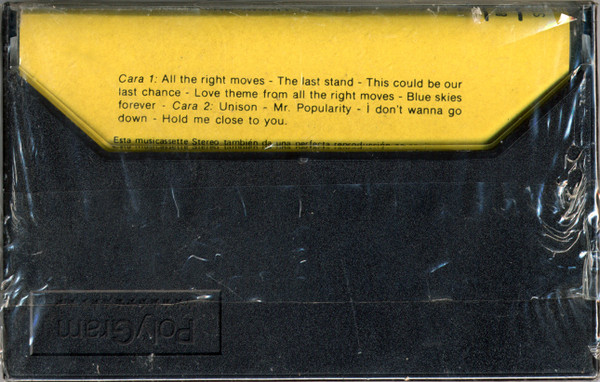 Cara 1: All the right moves - The last stand - This could be our
last chance - Love theme from all the right moves - Blue skies
forever - Cara 2: Unison - Mr. Popularity - I don't wanna go
down - Hold me close to you.
Esta musicassette Stereo también da una perfecta reproducción
PolyGram